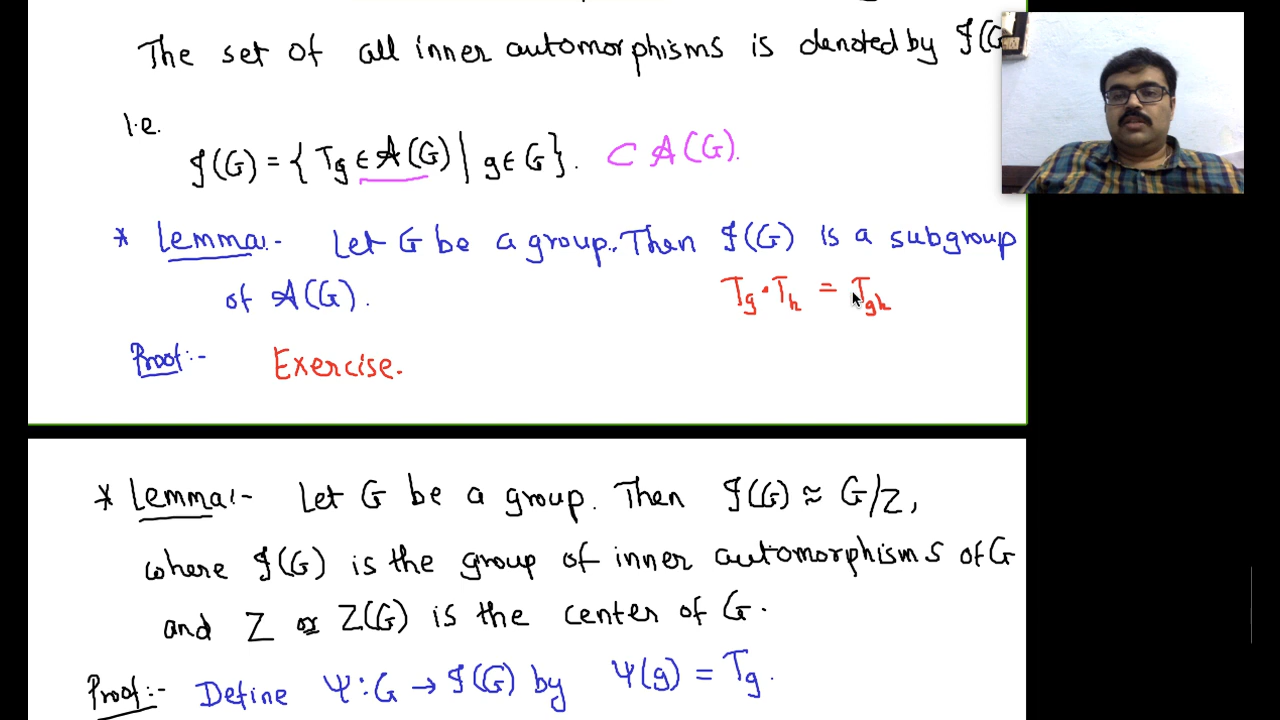 The set of all inner automorphisms is denoted by 𝓘(G
i.e.
𝓘(G) = { Tg ∈ 𝒜(G) | g ∈ G }. ⊂ 𝒜(G).
* Lemma:- Let G be a group. Then 𝓘(G) is a subgroup
of 𝒜(G).
Tg · Th = Tgh
Proof:- Exercise.
* Lemma:- Let G be a group. Then 𝓘(G) ≈ G/Z,
where 𝓘(G) is the group of inner automorphisms of G
and Z or Z(G) is the center of G.
Proof:- Define Ψ : G → 𝓘(G) by Ψ(g) = Tg.